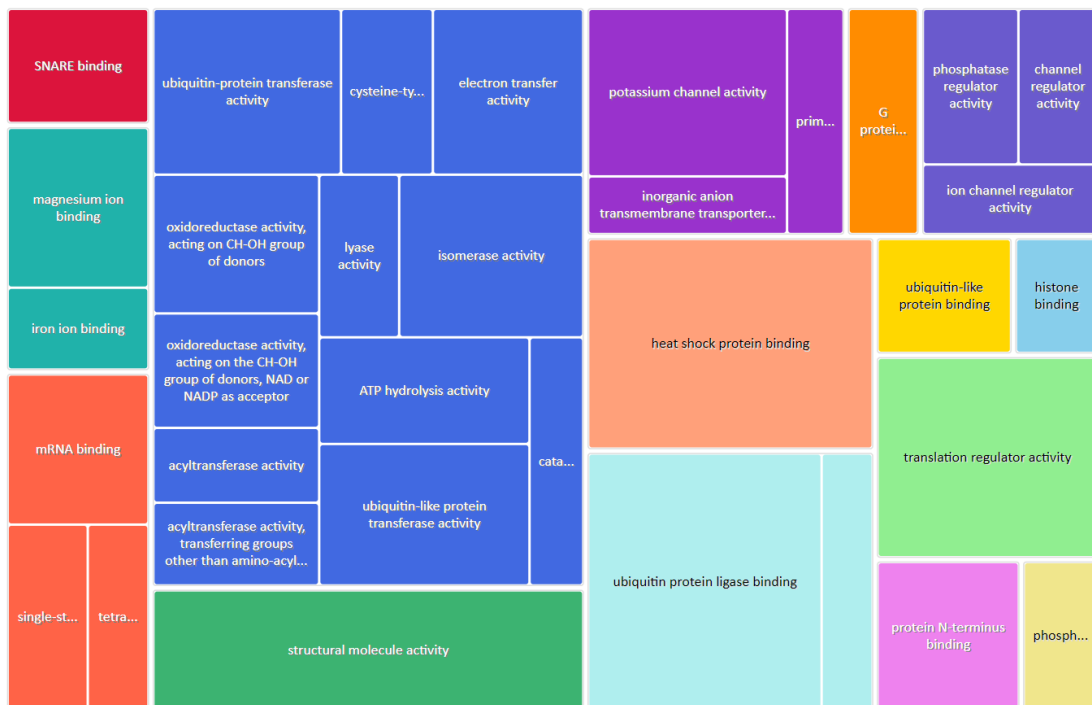 SNARE binding
magnesium ion
binding
iron ion binding
mRNA binding
single-st...
tetra...
ubiquitin-protein transferase
activity
cysteine-ty...
electron transfer
activity
oxidoreductase activity,
acting on CH-OH group
of donors
lyase
activity
isomerase activity
oxidoreductase activity,
acting on the CH-OH
group of donors, NAD or
NADP as acceptor
ATP hydrolysis activity
cata...
acyltransferase activity
ubiquitin-like protein
transferase activity
acyltransferase activity,
transferring groups
other than amino-acyl...
structural molecule activity
potassium channel activity
prim...
inorganic anion
transmembrane transporter...
G
protei...
phosphatase
regulator
activity
channel
regulator
activity
ion channel regulator
activity
heat shock protein binding
ubiquitin-like
protein binding
histone
binding
translation regulator activity
ubiquitin protein ligase binding
protein N-terminus
binding
phosph...